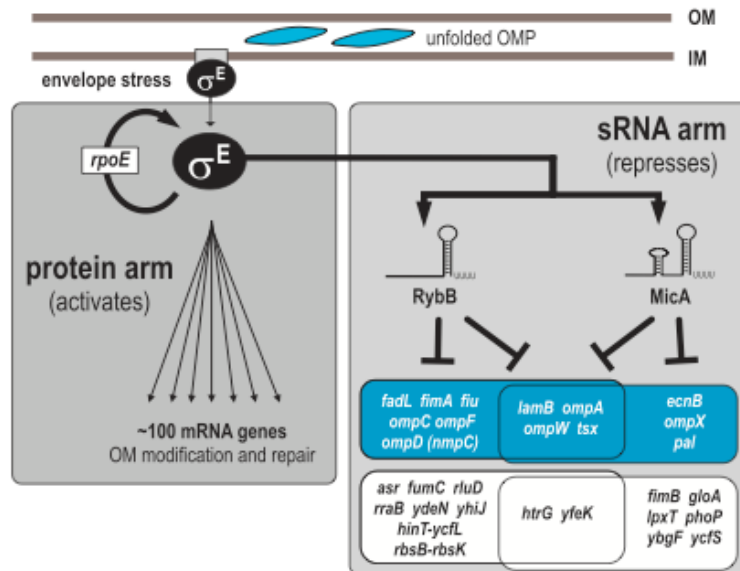 OM
unfolded OMP
IM
envelope stress
σE
sRNA arm
(represses)
rpoE
σE
protein arm
(activates)
RybB
MicA
UUUU
UUUU
fadL fimA fiu
ompC ompF
ompD (nmpC)
lamB ompA
ompW tsx
ecnB
ompX
pal
~100 mRNA genes
OM modification and repair
asr fumC rluD
rraB ydeN yhiJ
hinT-ycfL
rbsB-rbsK
htrG yfeK
fimB gloA
lpxT phoP
ybgF ycfS